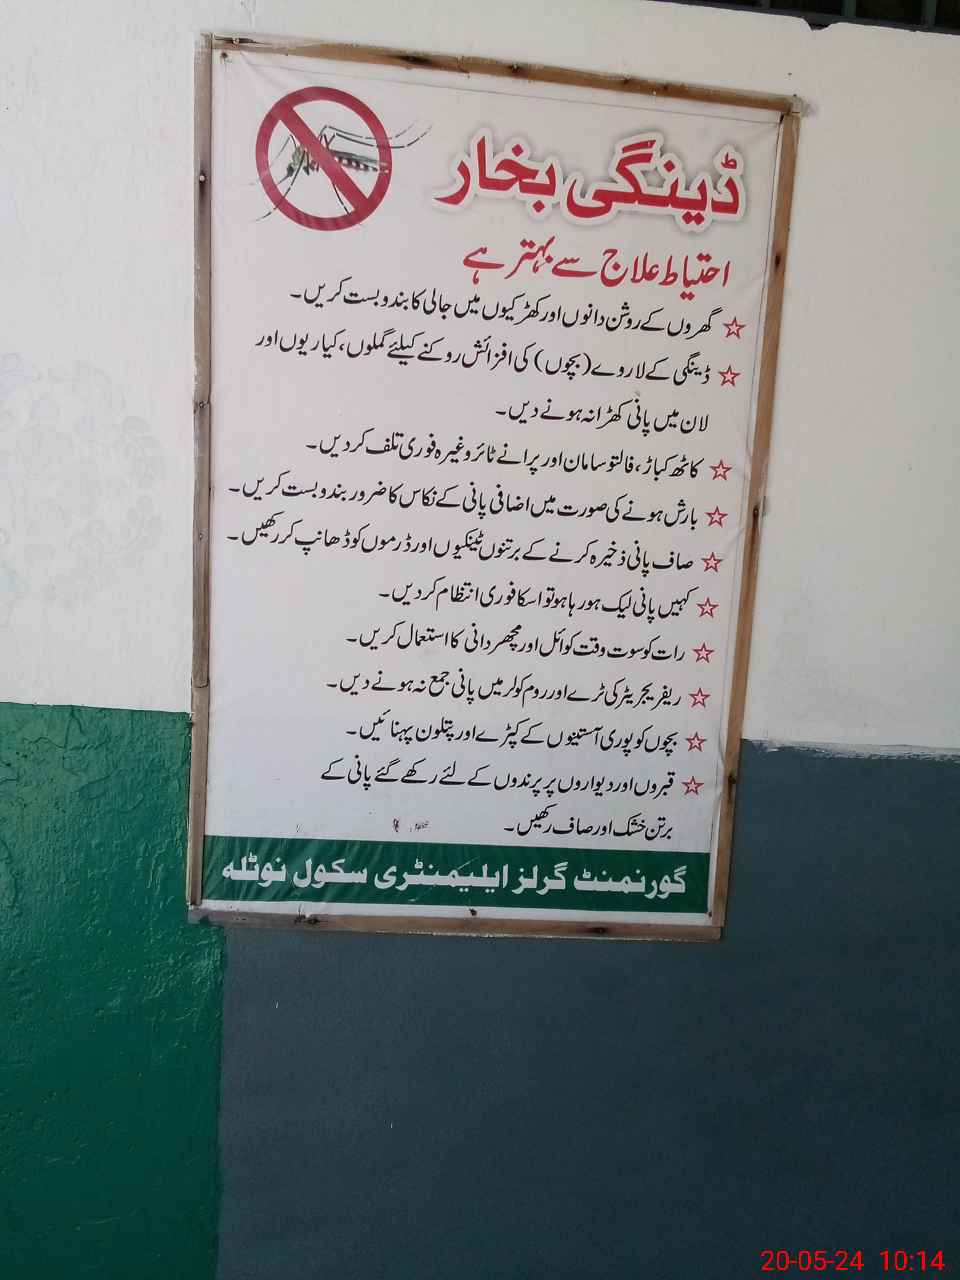 ڈینگی بخار
احتیاط علاج سے بہتر ہے
گھروں کے روشن دانوں اور کھڑکیوں میں جالی کا بندوبست کریں۔
ڈینگی کے لاروے (بچوں) کی افزائش روکنے کیلئے گملوں، کیاریوں اور
لان میں پانی کھڑا نہ ہونے دیں۔
کاٹھ کباڑ، فالتو سامان اور پرانے ٹائر وغیرہ فوری تلف کر دیں۔
بارش ہونے کی صورت میں اضافی پانی کے نکاس کا ضرور بندوبست کریں۔
صاف پانی ذخیرہ کرنے کے برتنوں ٹینکیوں اور ڈرموں کو ڈھانپ کر رکھیں۔
کہیں پانی لیک ہو رہا ہو تو اسکا فوری انتظام کر دیں۔
رات کو سوت وقت کوائل اور مچھر دانی کا استعمال کریں۔
ریفریجریٹر کی ٹرے اور روم کولر میں پانی جمع نہ ہونے دیں۔
بچوں کو پوری آستینوں کے کپڑے اور پتلون پہنائیں۔
قبروں اور دیواروں پر پرندوں کے لئے رکھے گئے پانی کے
برتن خشک اور صاف رکھیں۔
گورنمنٹ گرلز ایلیمنٹری سکول نوٹلہ
20-05-24 10:14